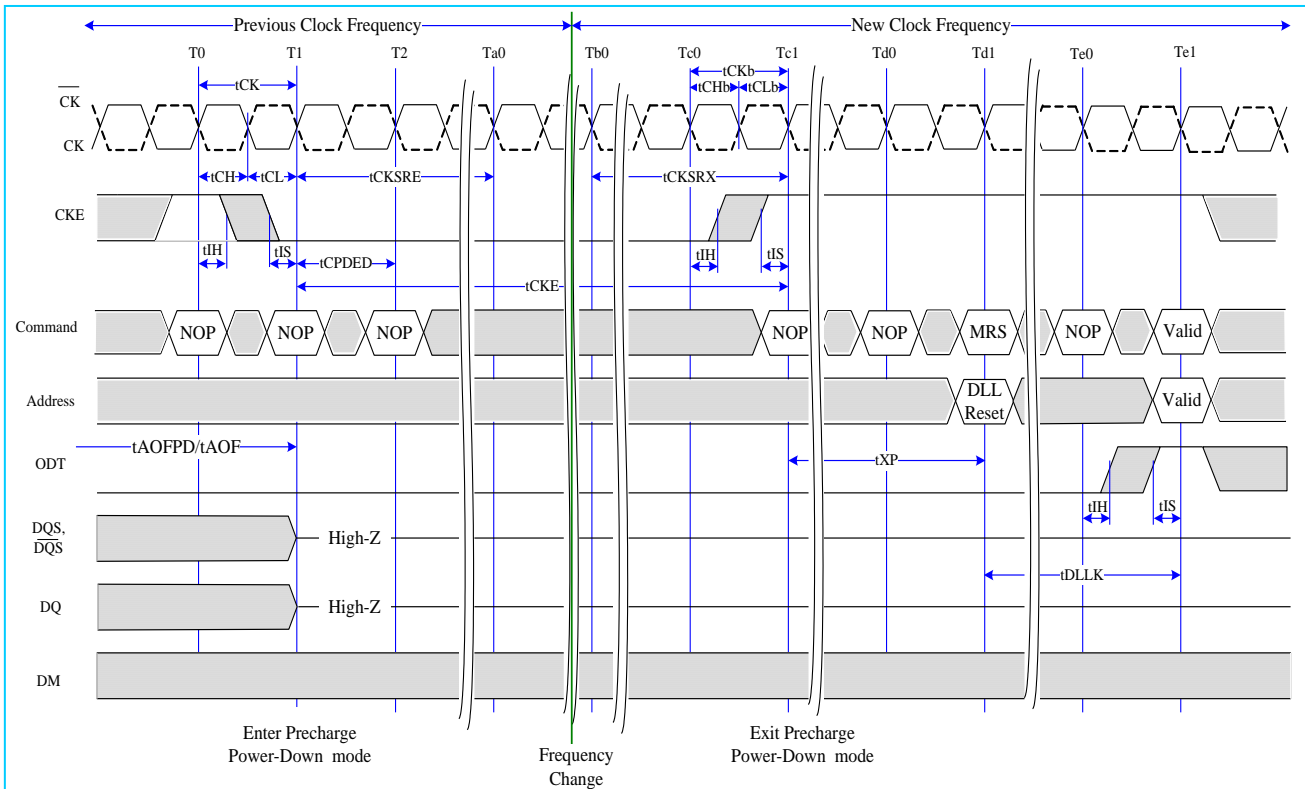 Previous Clock Frequency New Clock Frequency
T0 T1 T2 Ta0 Tb0 Tc0 Tc1 Td0 Td1 Te0 Te1
tCK tCKb
tCHb tCLb
CK
CK
tCH tCL tCKSRE tCKSRX
CKE
tIH tIS tCPDED tIH tIS
tCKE
Command NOP NOP NOP NOP NOP MRS NOP Valid
Address DLL Reset Valid
tAOFPD/tAOF
ODT tXP
tIH tIS
DQS, High-Z
DQS
tDLLK
DQ High-Z
DM
Enter Precharge
Power-Down mode
Frequency
Change
Exit Precharge
Power-Down mode